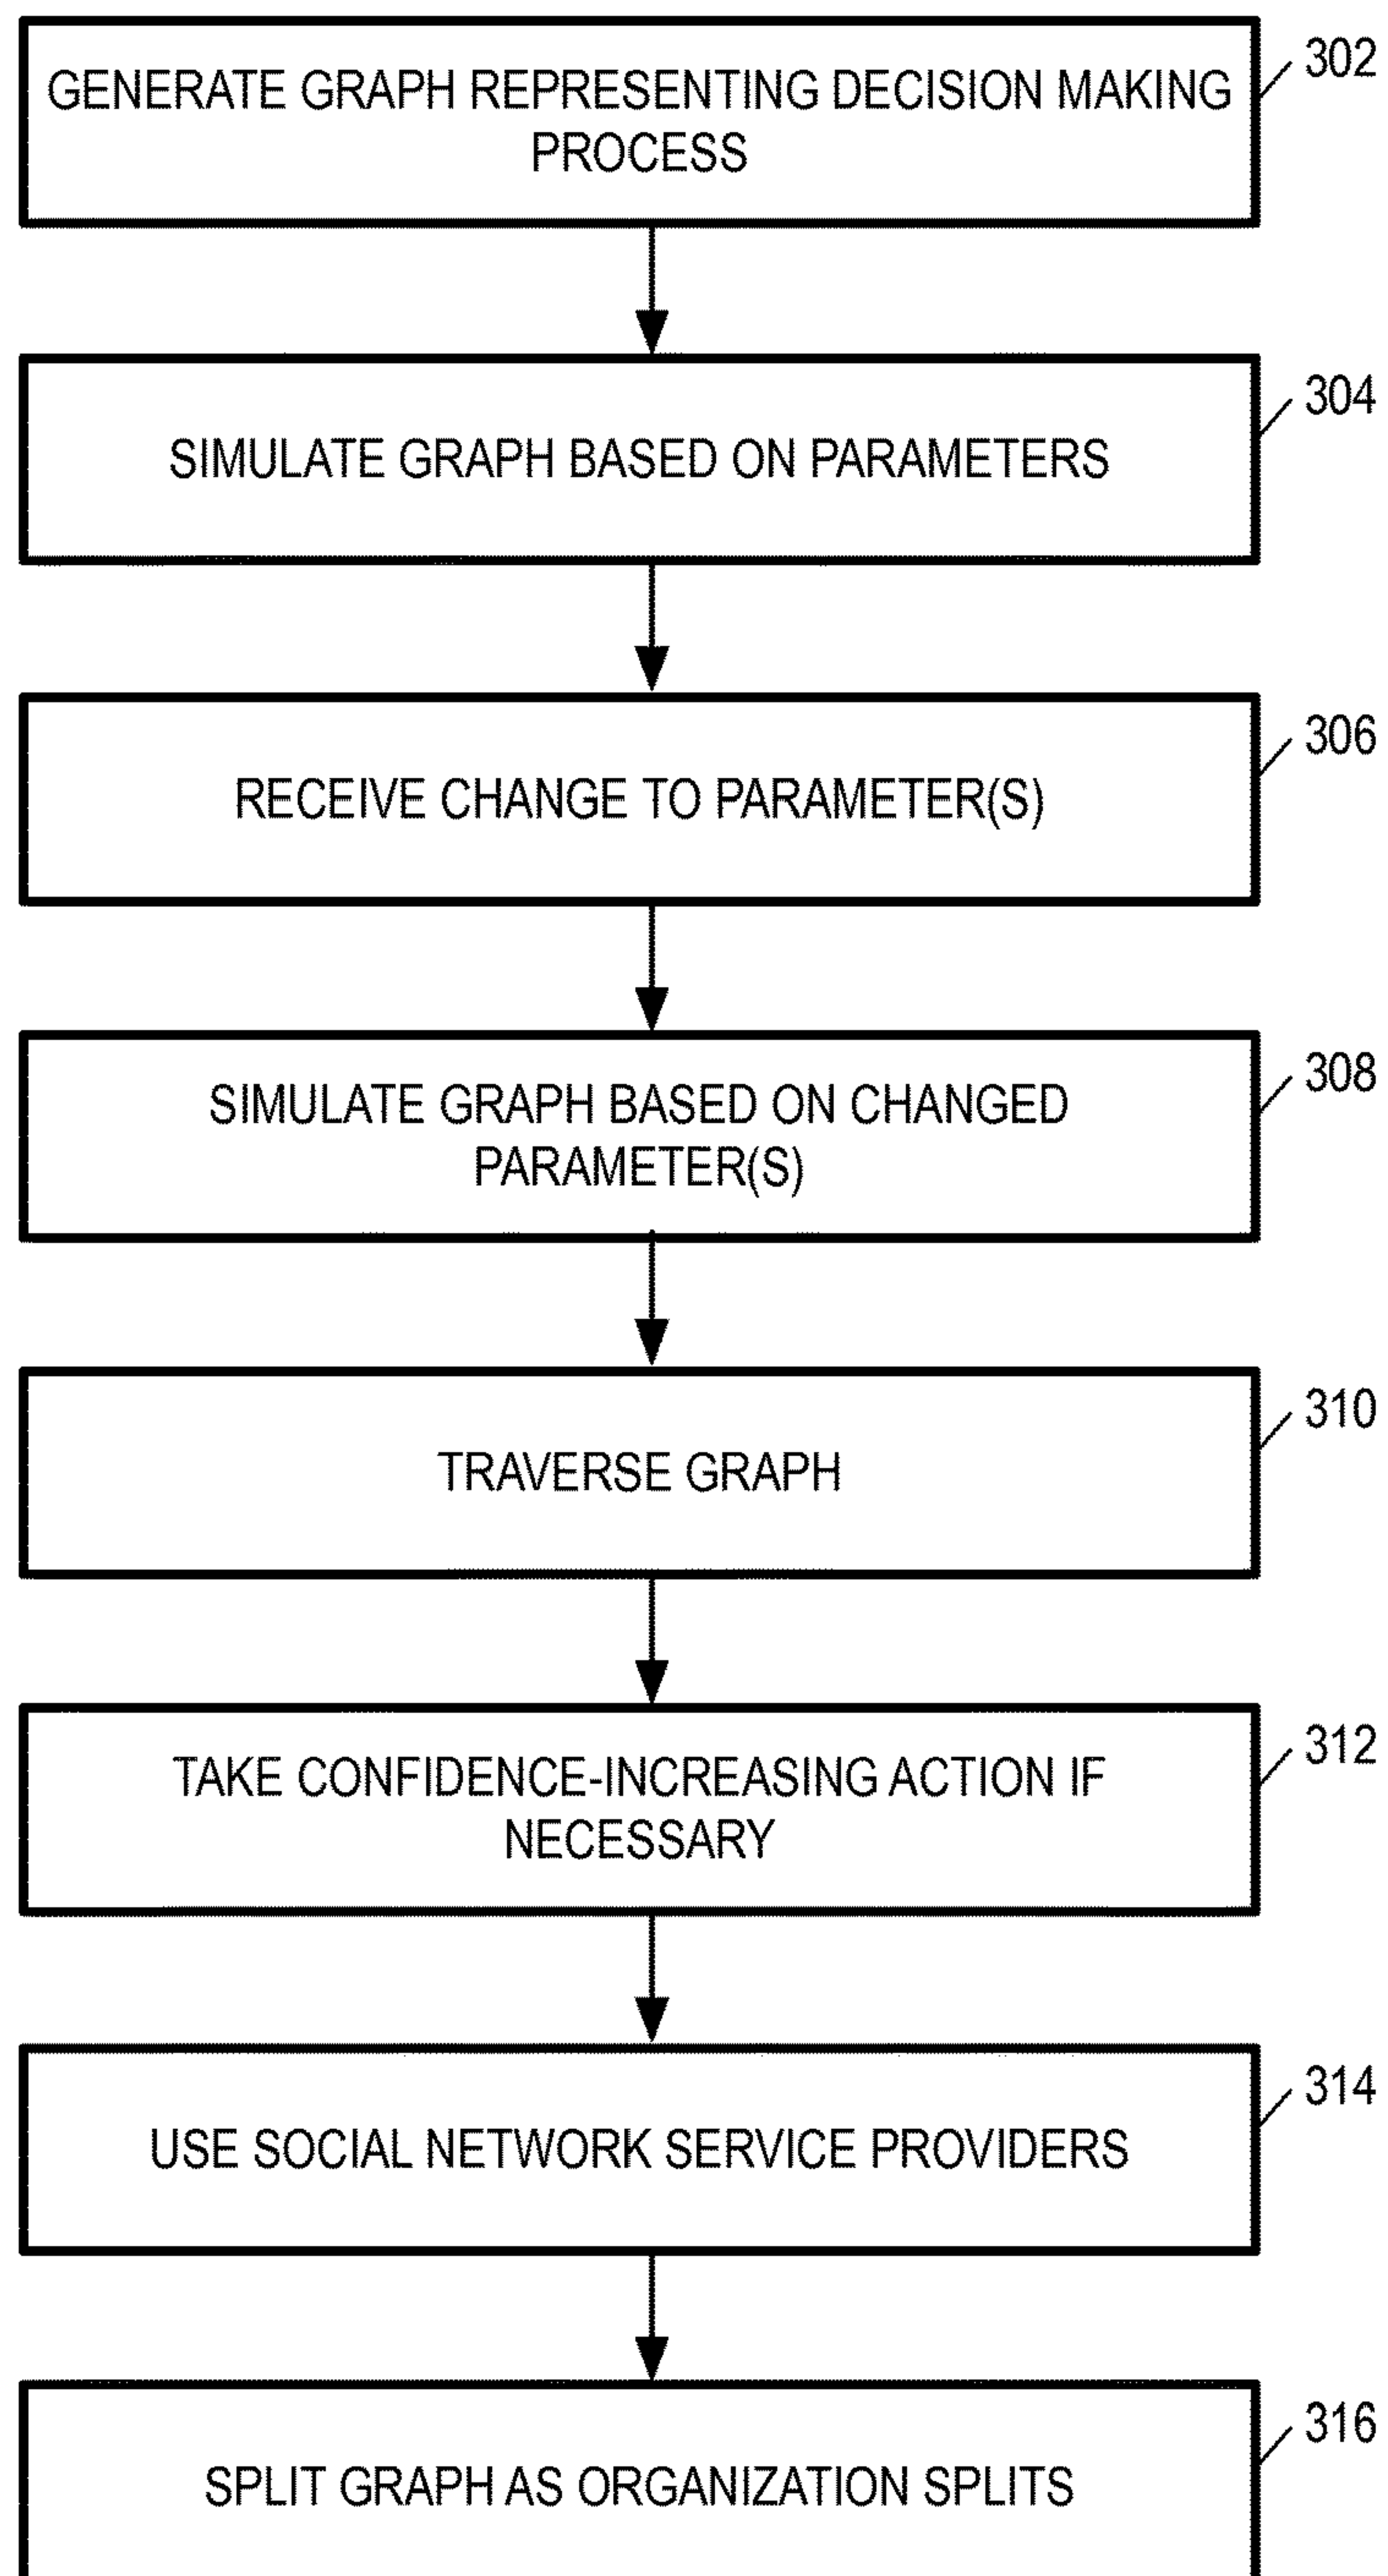 GENERATE GRAPH REPRESENTING DECISION MAKING
PROCESS
302
SIMULATE GRAPH BASED ON PARAMETERS
304
RECEIVE CHANGE TO PARAMETER(S)
306
SIMULATE GRAPH BASED ON CHANGED
PARAMETER(S)
308
TRAVERSE GRAPH
310
TAKE CONFIDENCE-INCREASING ACTION IF
NECESSARY
312
USE SOCIAL NETWORK SERVICE PROVIDERS
314
SPLIT GRAPH AS ORGANIZATION SPLITS
316